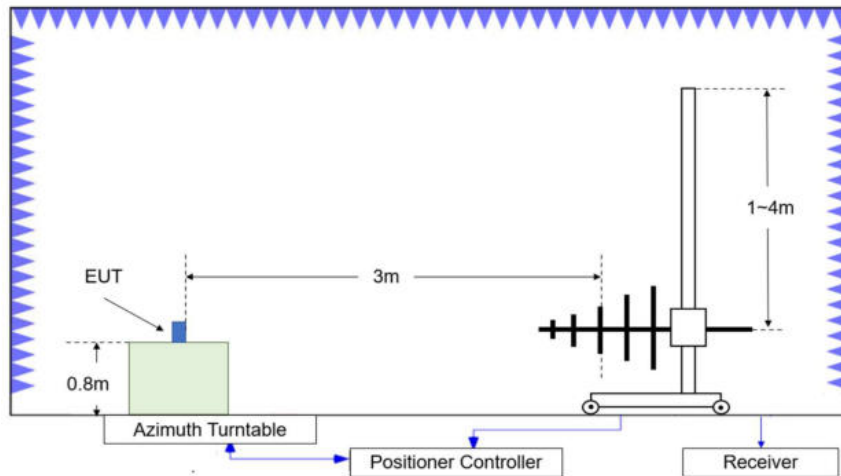 1~4m
EUT
3m
0.8m
Azimuth Turntable
Positioner Controller
Receiver